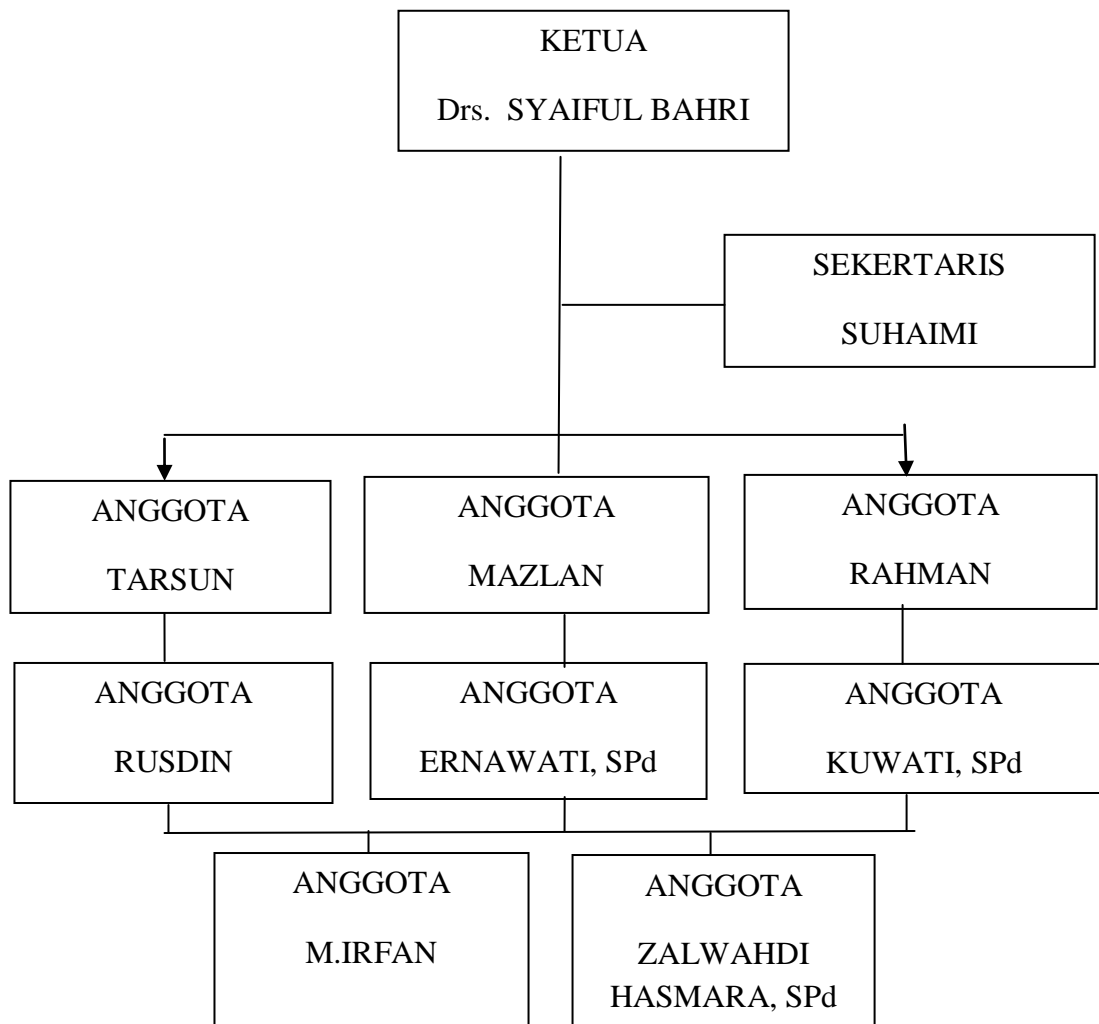 KETUA
Drs. SYAIFUL BAHRI
SEKERTARIS
SUHAIMI
ANGGOTA
TARSUN
ANGGOTA
MAZLAN
ANGGOTA
RAHMAN
ANGGOTA
RUSDIN
ANGGOTA
ERNAWATI, SPd
ANGGOTA
KUWATI, SPd
ANGGOTA
M.IRFAN
ANGGOTA
ZALWAHDI
HASMARA, SPd